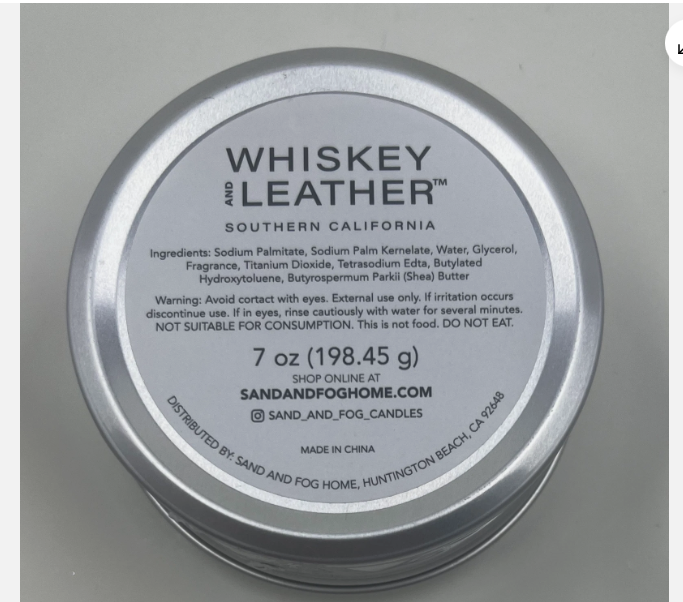 WHISKEY
AND LEATHER™
SOUTHERN CALIFORNIA
Ingredients: Sodium Palmitate, Sodium Palm Kernelate, Water, Glycerol,
Fragrance, Titanium Dioxide, Tetrasodium Edta, Butylated
Hydroxytoluene, Butyrospermum Parkii (Shea) Butter
Warning: Avoid cortact with eyes. External use only. If irritation occurs
discontinue use. If in eyes, rinse cautiously with water for several minutes.
NOT SUITABLE FOR CONSUMPTION. This is not food. DO NOT EAT.
7 oz (198.45 g)
SHOP ONLINE AT
SANDANDFOGHOME.COM
SAND_AND_FOG_CANDLES
MADE IN CHINA
DISTRIBUTED BY: SAND AND FOG HOME, HUNTINGTON BEACH, CA 92648